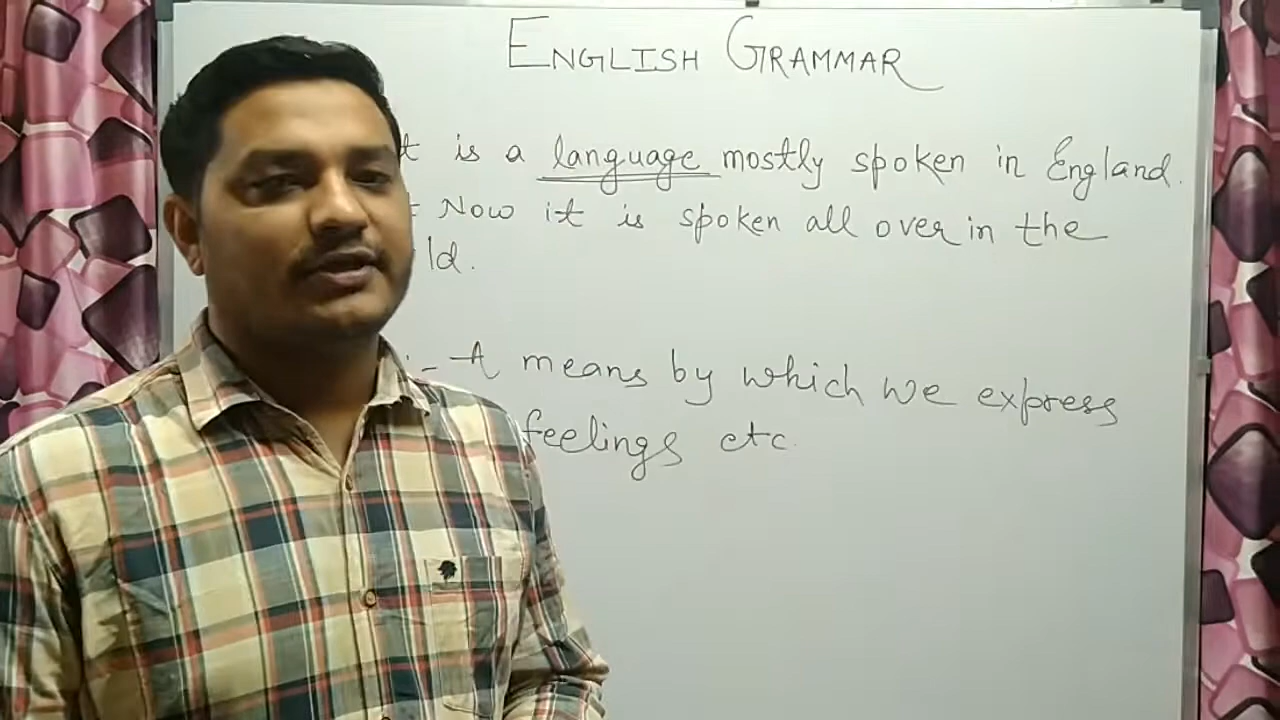 ENGLISH GRAMMAR
is a language mostly spoken in England.
Now it is spoken all over in the
ld.
:- A means by which we express
feelings etc.